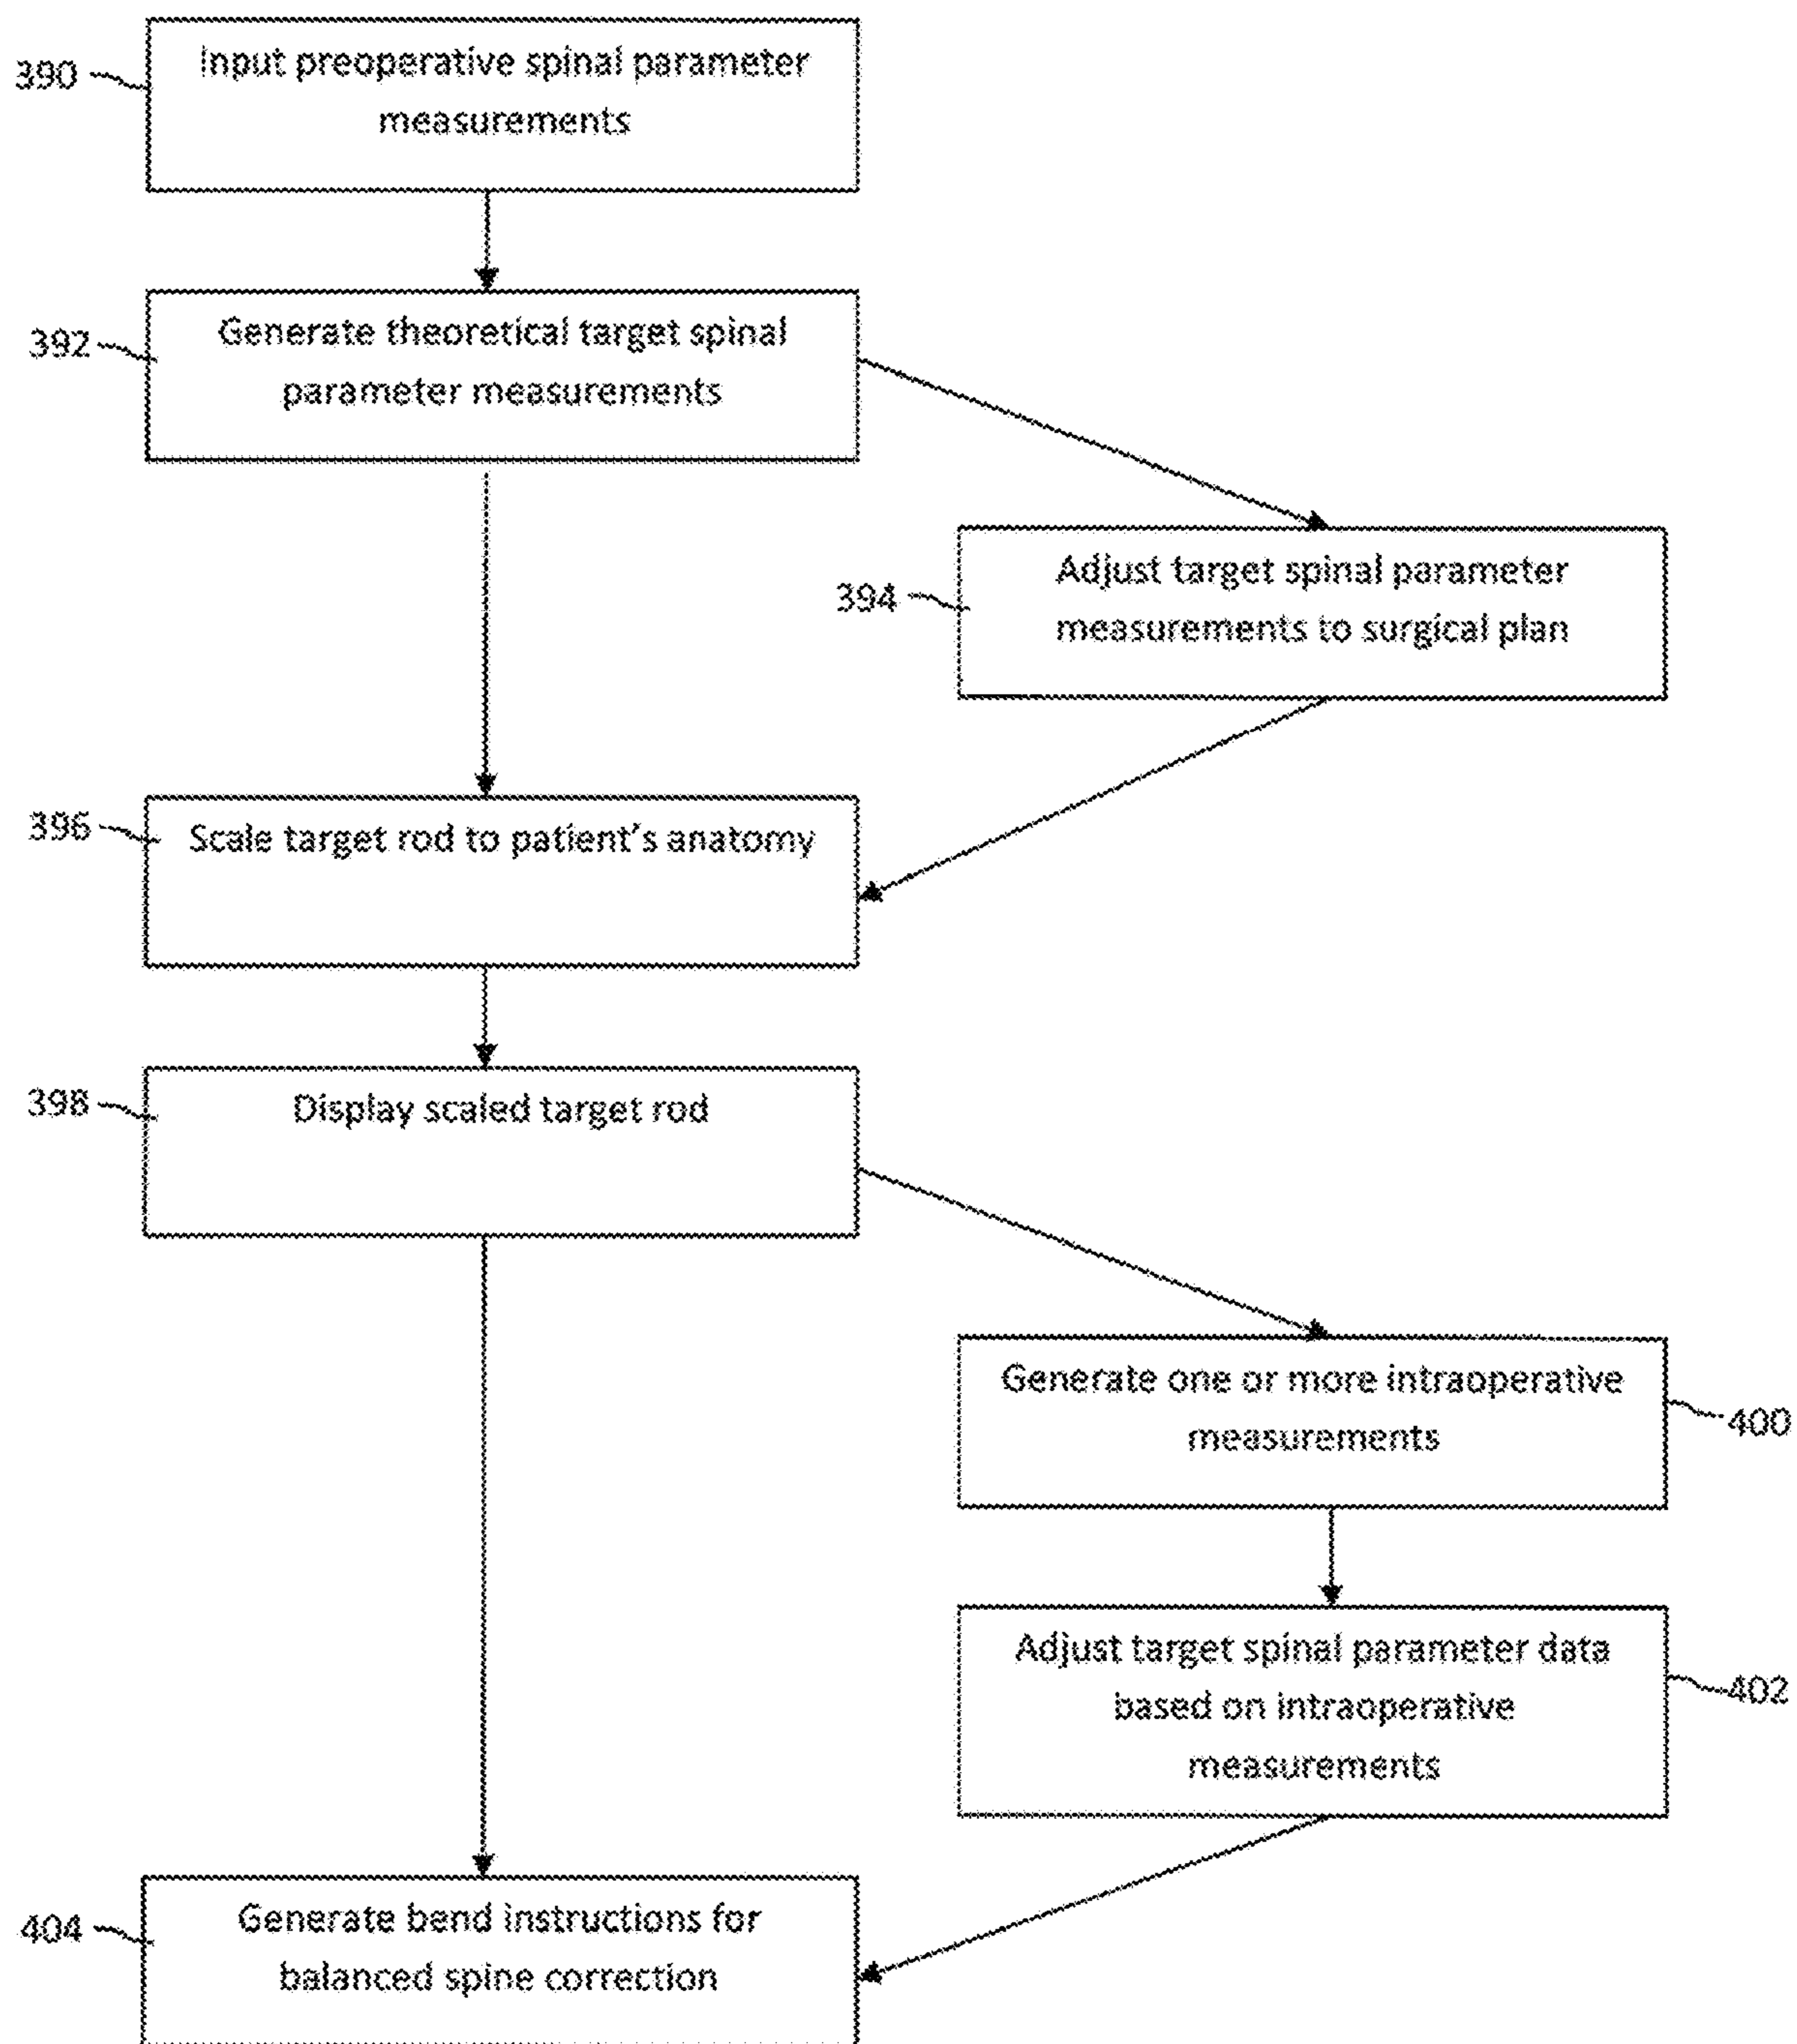 390
Input preoperative spinal parameter
measurements
392
Generate theoretical target spinal
parameter measurements
394
Adjust target spinal parameter
measurements to surgical plan
396
Scale target rod to patient's anatomy
398
Display scaled target rod
Generate one or more intraoperative
measurements
400
Adjust target spinal parameter data
based on intraoperative
measurements
402
404
Generate bend instructions for
balanced spine correction